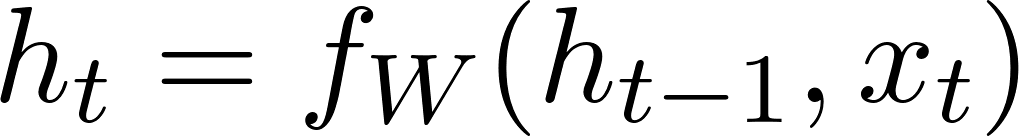 h_t = f_W(h_{t-1}, x_t)